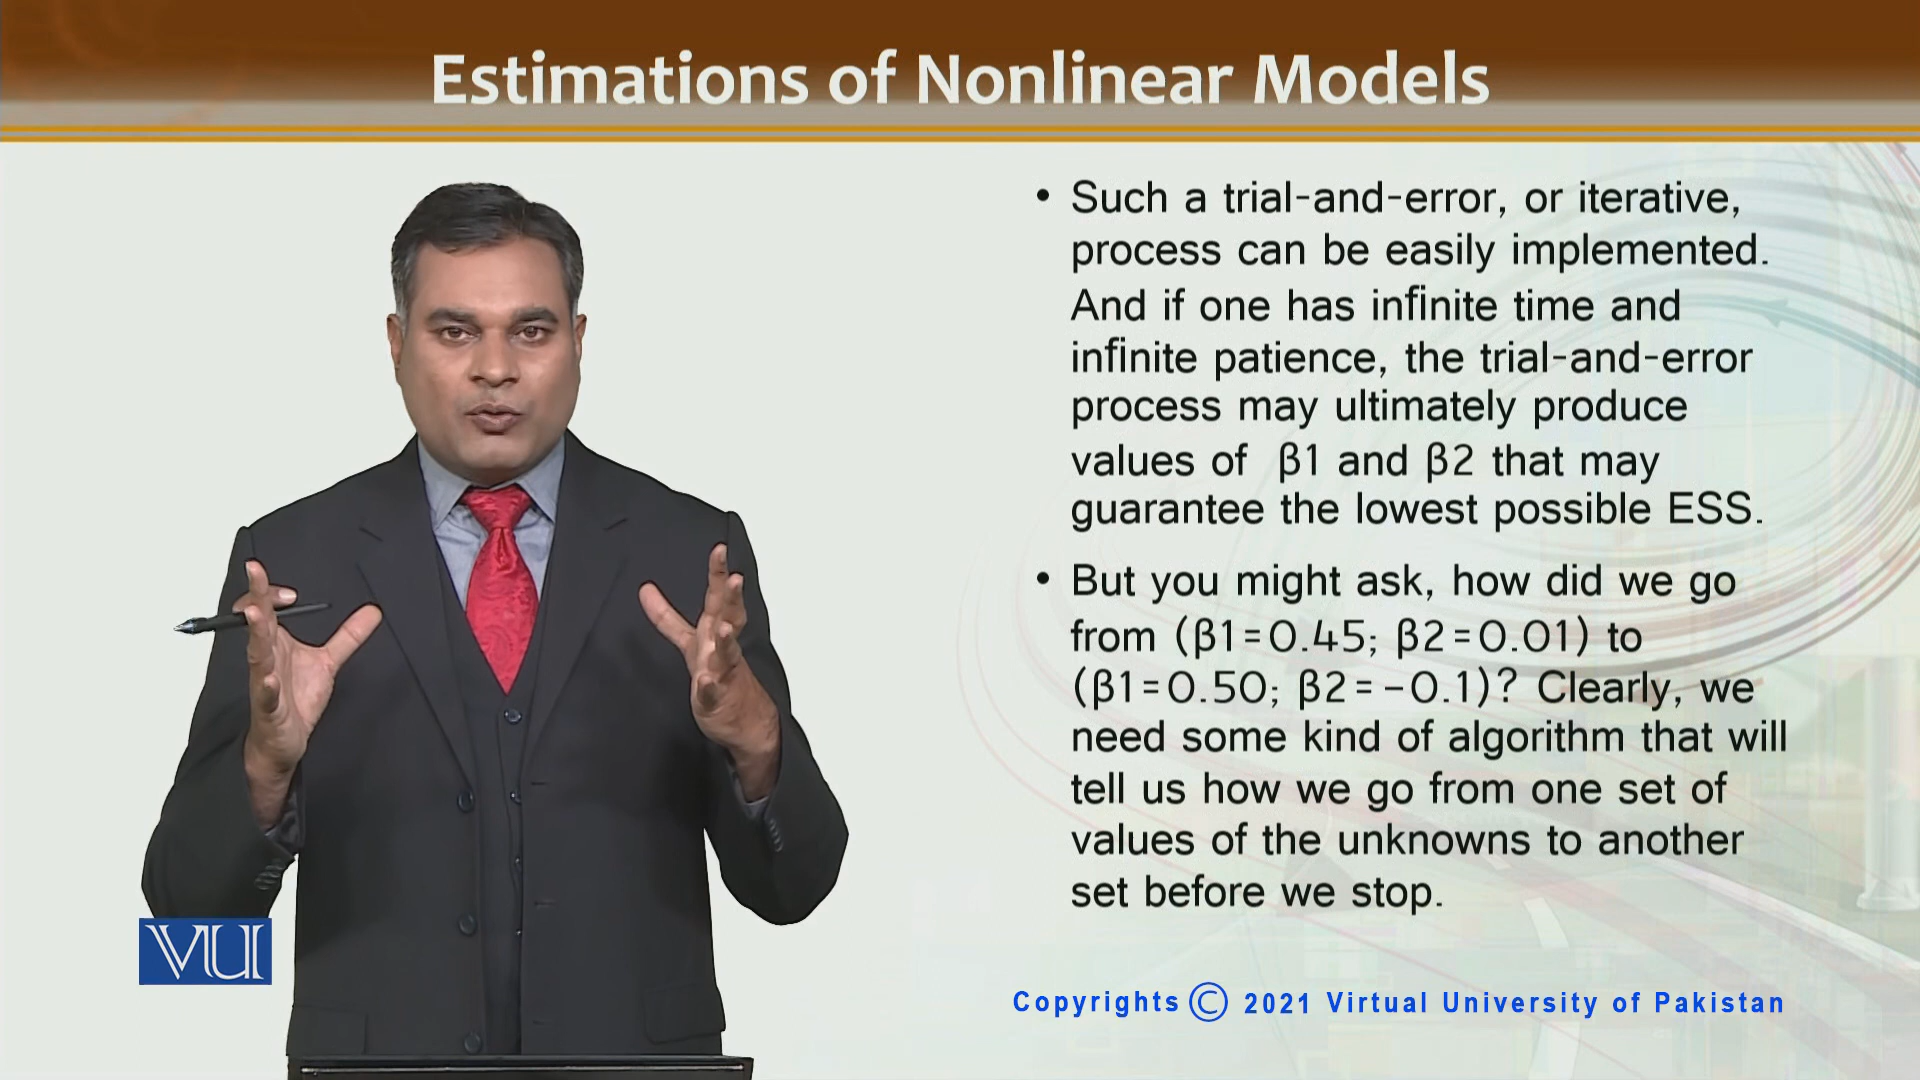 Estimations of Nonlinear Models
• Such a trial-and-error, or iterative,
process can be easily implemented.
And if one has infinite time and
infinite patience, the trial-and-error
process may ultimately produce
values of β1 and β2 that may
guarantee the lowest possible ESS.
• But you might ask, how did we go
from (β1=0.45; β2=0.01) to
(β1=0.50; β2=-0.1)? Clearly, we
need some kind of algorithm that will
tell us how we go from one set of
values of the unknowns to another
set before we stop.
VU
Copyrights © 2021 Virtual University of Pakistan